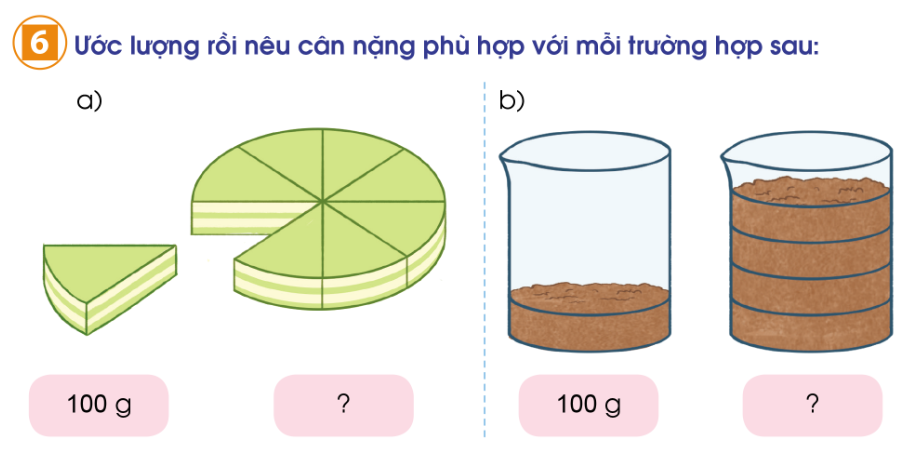 6 Ước lượng rồi nêu cân nặng phù hợp với mỗi trường hợp sau:
a)
100 g
?
b)
100 g
?